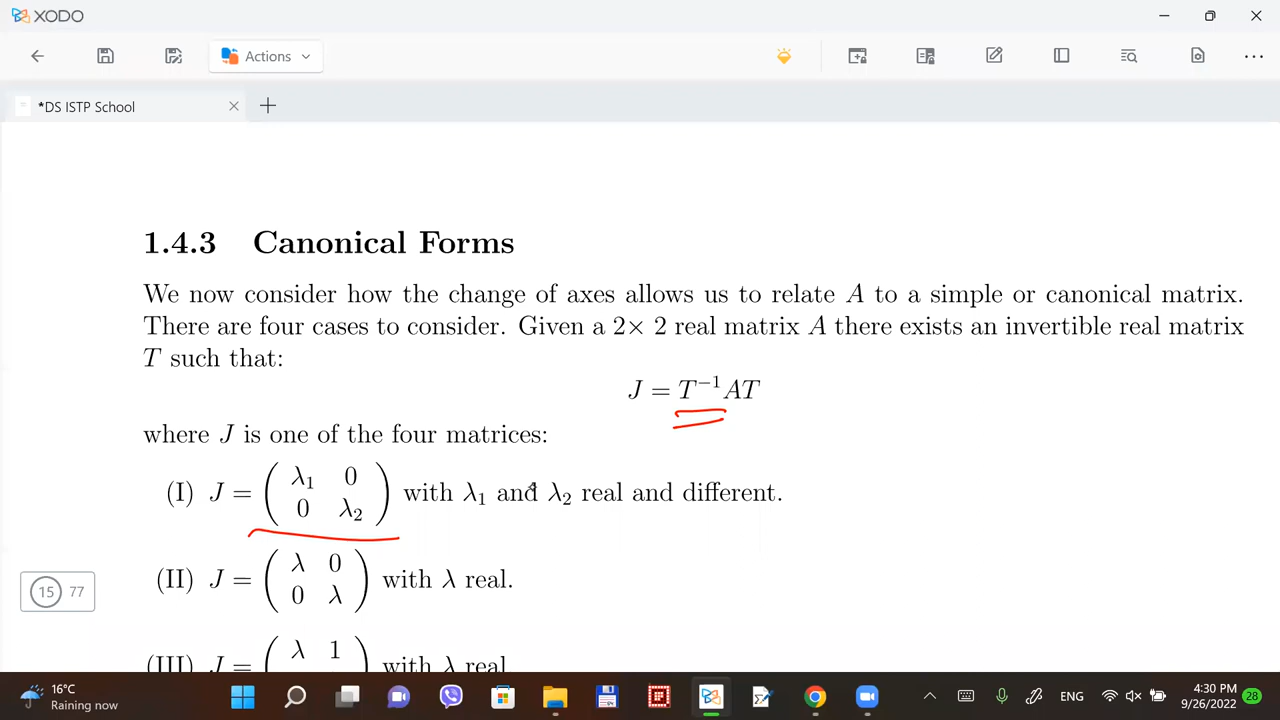 XODO
Actions
*DS ISTP School
1.4.3 Canonical Forms
We now consider how the change of axes allows us to relate A to a simple or canonical matrix.
There are four cases to consider. Given a 2× 2 real matrix A there exists an invertible real matrix
T such that:
J = T⁻¹AT
where J is one of the four matrices:
(I) J = ( λ₁ 0
0 λ₂ ) with λ₁ and λ₂ real and different.
(II) J = ( λ 0
0 λ ) with λ real.
15 77
(III) J = ( λ 1
with λ real.
16°C
Raining now
ENG
4:30 PM
9/26/2022
28